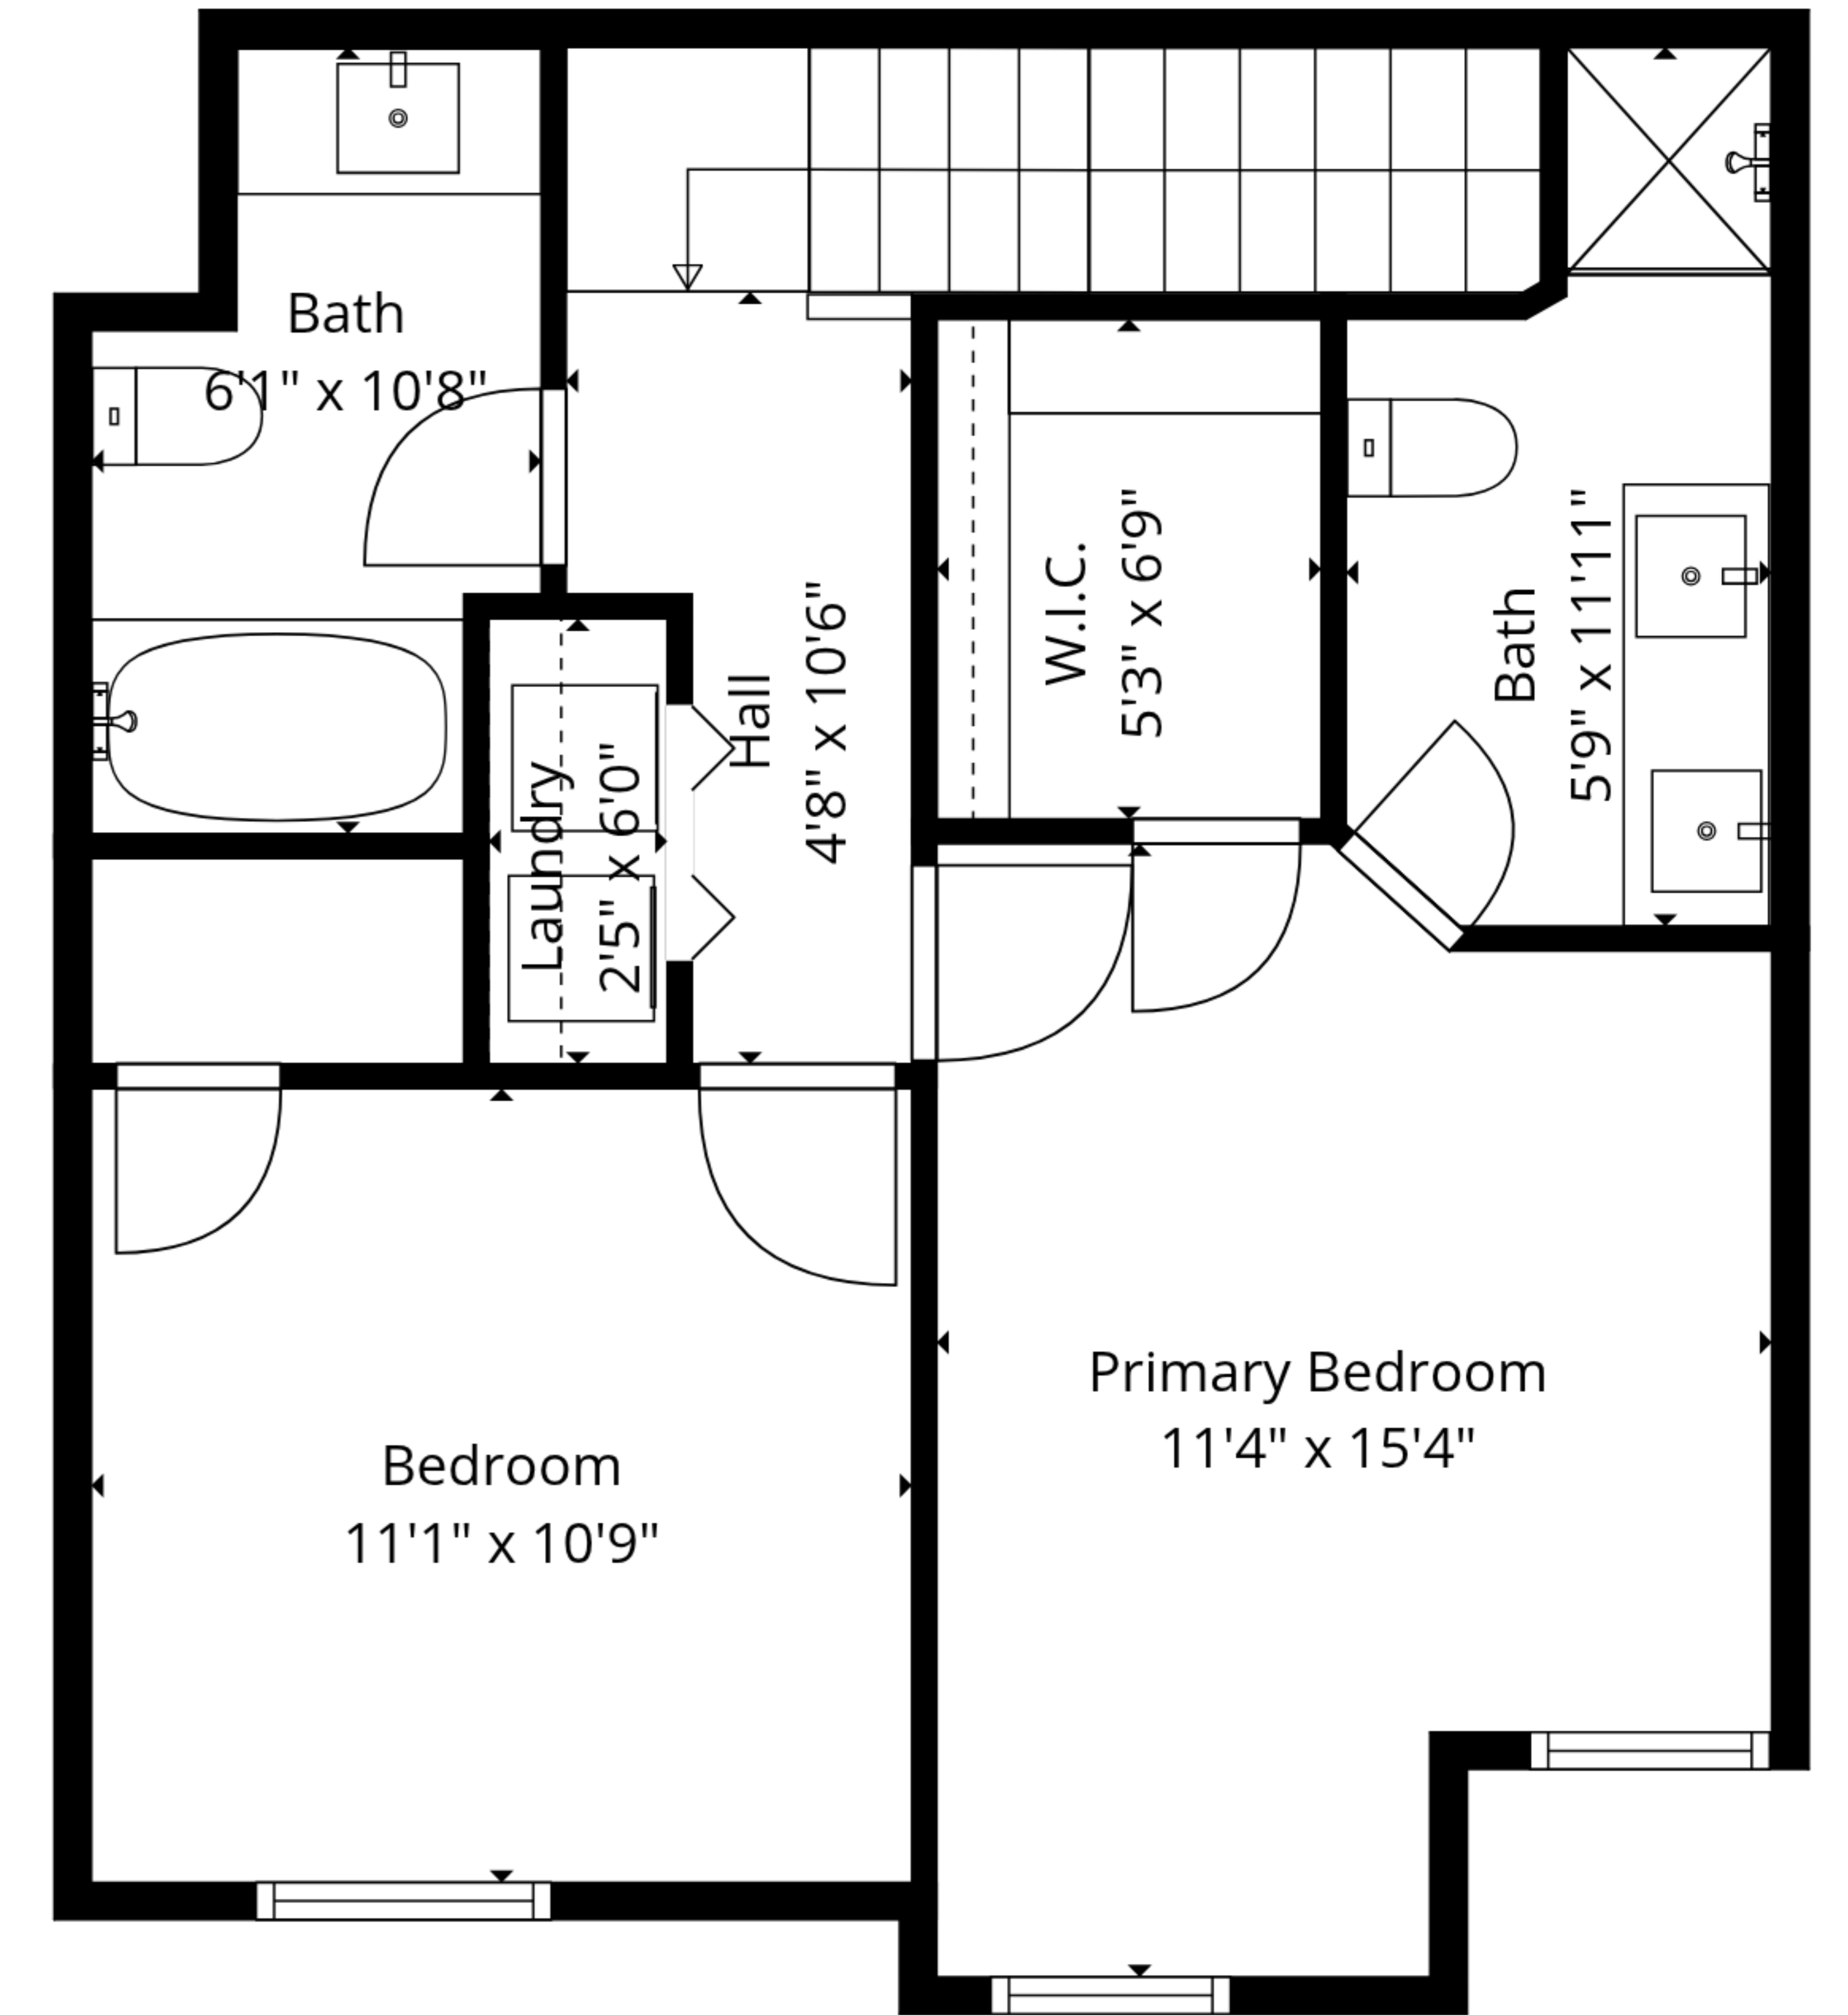 Bath
6'1" x 10'8"
Hall
4'8" x 10'6"
W.I.C.
5'3" x 6'9"
Bath
5'9" x 11'11"
Laundry
2'5" x 6'0"
Primary Bedroom
11'4" x 15'4"
Bedroom
11'1" x 10'9"